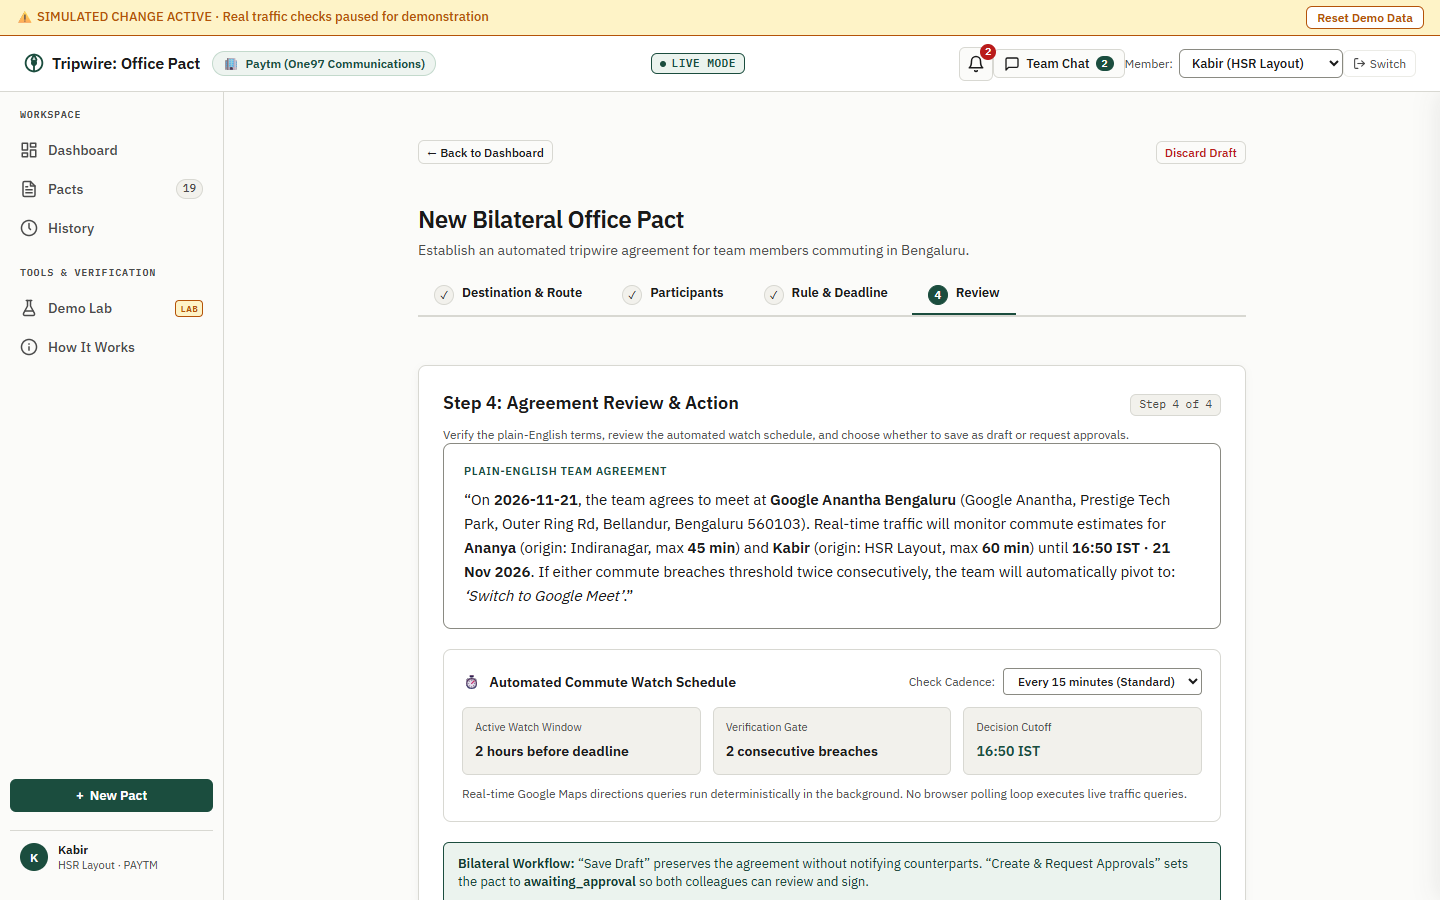 ⚠ SIMULATED CHANGE ACTIVE · Real traffic checks paused for demonstration
Reset Demo Data
Tripwire: Office Pact
Paytm (One97 Communications)
● LIVE MODE
2
Team Chat 2
Member:
Kabir (HSR Layout)
Switch
WORKSPACE
Dashboard
Pacts 19
History
TOOLS & VERIFICATION
Demo Lab LAB
How It Works
+ New Pact
K
Kabir
HSR Layout · PAYTM
← Back to Dashboard
Discard Draft
New Bilateral Office Pact
Establish an automated tripwire agreement for team members commuting in Bengaluru.
✓ Destination & Route
✓ Participants
✓ Rule & Deadline
4 Review
Step 4: Agreement Review & Action
Step 4 of 4
Verify the plain-English terms, review the automated watch schedule, and choose whether to save as draft or request approvals.
PLAIN-ENGLISH TEAM AGREEMENT
“On 2026-11-21, the team agrees to meet at Google Anantha Bengaluru (Google Anantha, Prestige Tech
Park, Outer Ring Rd, Bellandur, Bengaluru 560103). Real-time traffic will monitor commute estimates for
Ananya (origin: Indiranagar, max 45 min) and Kabir (origin: HSR Layout, max 60 min) until 16:50 IST · 21
Nov 2026. If either commute breaches threshold twice consecutively, the team will automatically pivot to:
‘Switch to Google Meet’.”
Automated Commute Watch Schedule
Check Cadence:
Every 15 minutes (Standard)
Active Watch Window
2 hours before deadline
Verification Gate
2 consecutive breaches
Decision Cutoff
16:50 IST
Real-time Google Maps directions queries run deterministically in the background. No browser polling loop executes live traffic queries.
Bilateral Workflow: “Save Draft” preserves the agreement without notifying counterparts. “Create & Request Approvals” sets
the pact to awaiting_approval so both colleagues can review and sign.